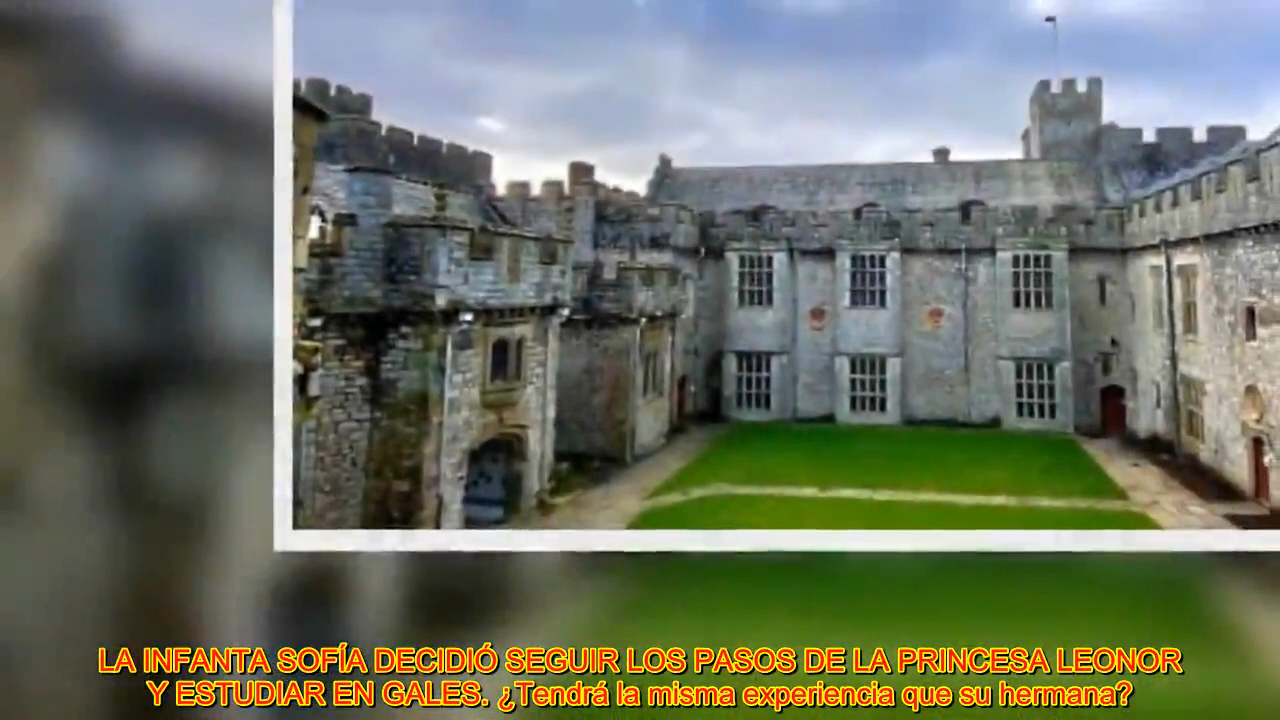 LA INFANTA SOFÍA DECIDIÓ SEGUIR LOS PASOS DE LA PRINCESA LEONOR
Y ESTUDIAR EN GALES. ¿Tendrá la misma experiencia que su hermana?